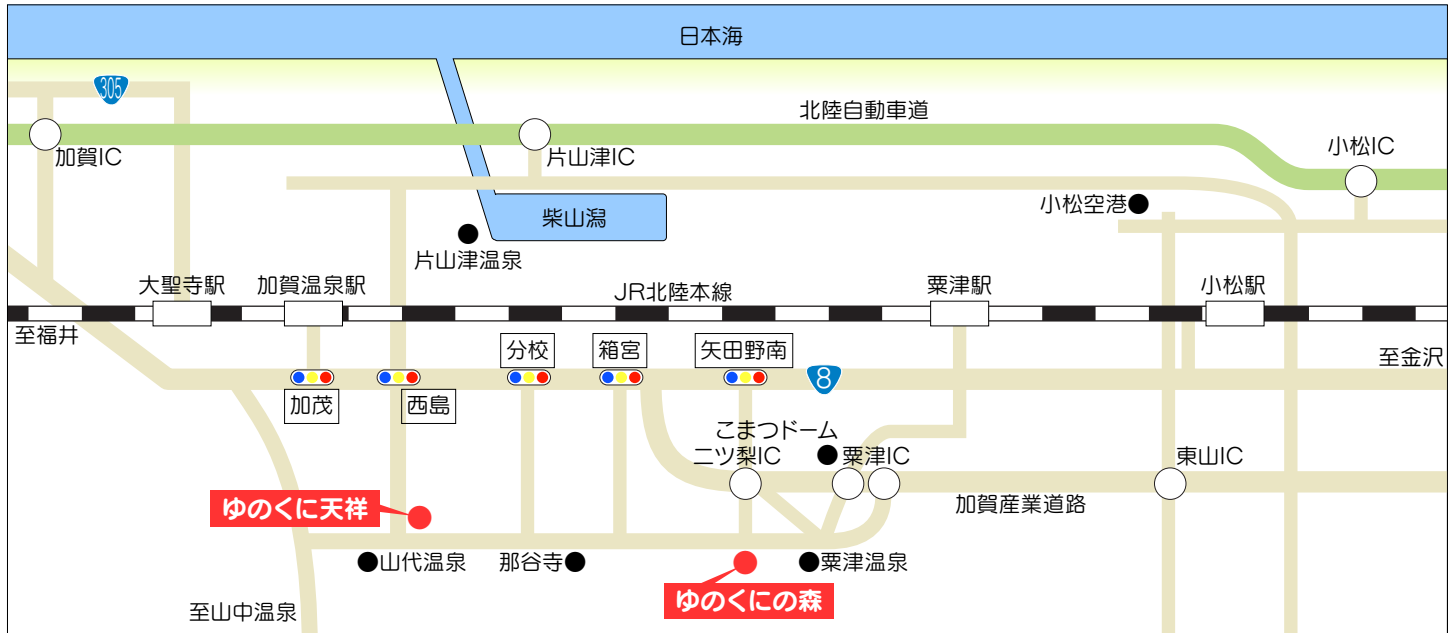 日本海
305
北陸自動車道
加賀IC
片山津IC
小松IC
小松空港
柴山潟
片山津温泉
大聖寺駅
加賀温泉駅
JR北陸本線
粟津駅
小松駅
至福井
分校
箱宮
矢田野南
至金沢
8
加茂
西島
こまつドーム
二ツ梨IC
粟津IC
東山IC
加賀産業道路
ゆのくに天祥
山代温泉
那谷寺
粟津温泉
ゆのくにの森
至山中温泉